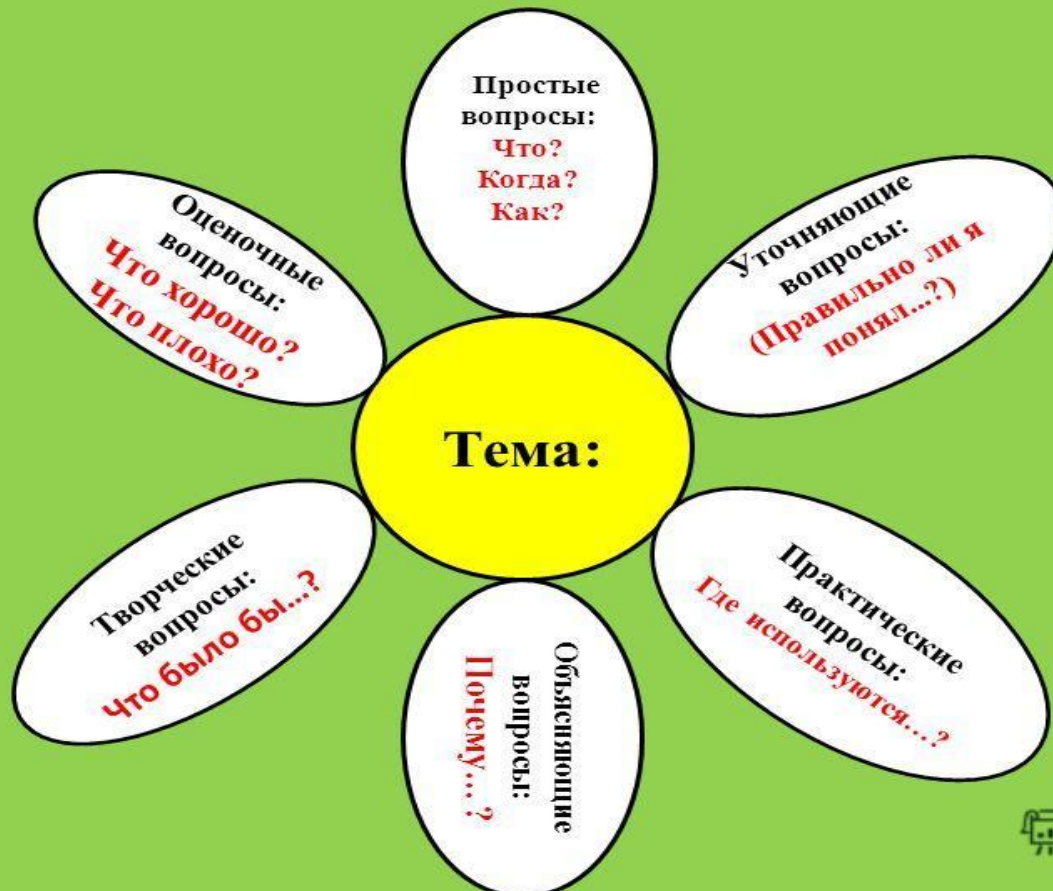 Простые
вопросы:
Что?
Когда?
Как?
Уточняющие
вопросы:
(Правильно ли я
понял...?)
Практические
вопросы:
Где используются...?
Объясняющие
вопросы:
Почему...?
Творческие
вопросы:
Что было бы...?
Оценочные
вопросы:
Что хорошо?
Что плохо?
Тема: